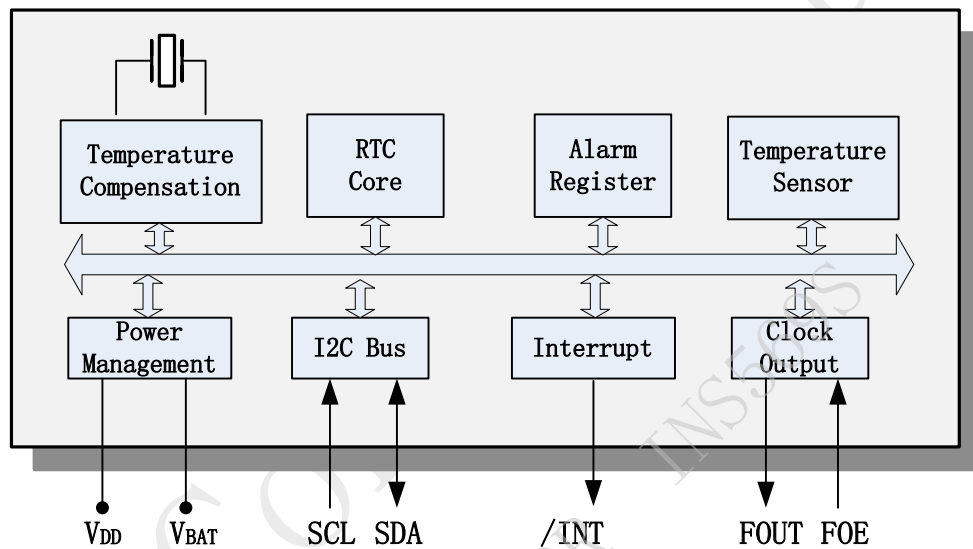 Temperature
Compensation
RTC
Core
Alarm
Register
Temperature
Sensor
Power
Management
I2C Bus
Interrupt
Clock
Output
VDD
VBAT
SCL
SDA
/INT
FOUT
FOE
INS5699S